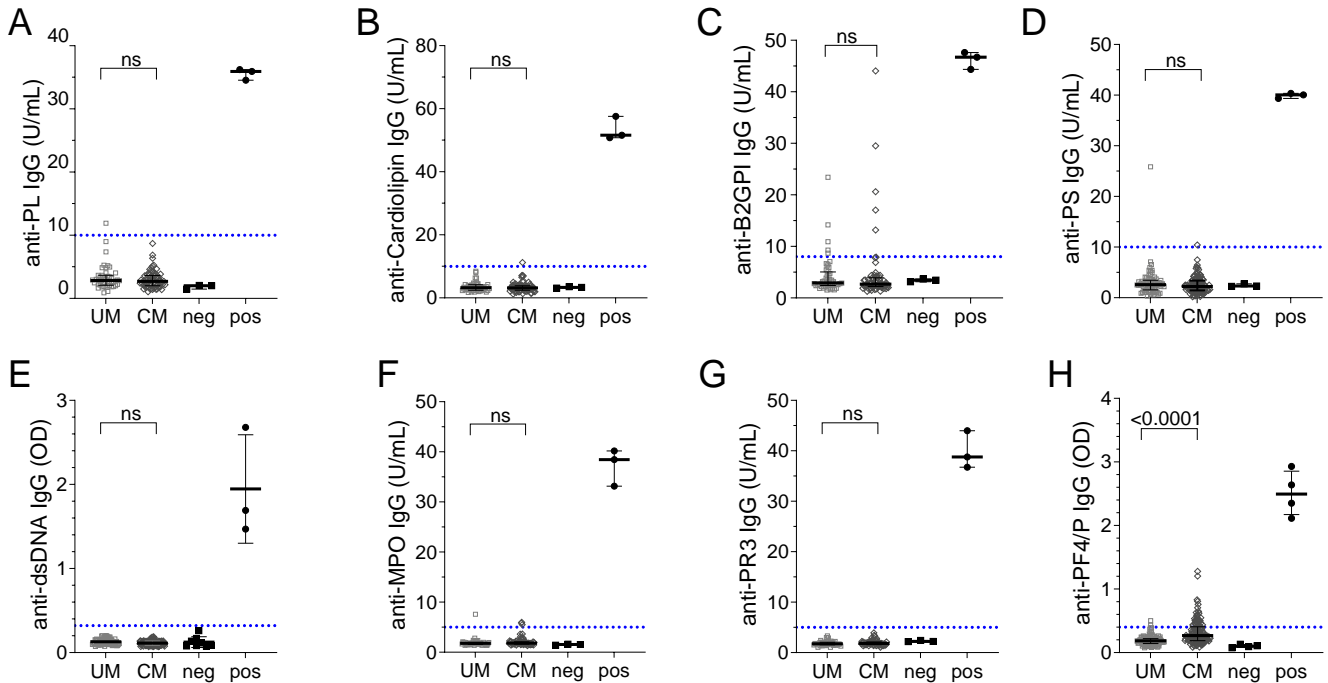 A
anti-PL IgG (U/mL)
40
30
20
10
0
ns
UM CM neg pos
B
anti-Cardiolipin IgG (U/mL)
80
60
40
20
10
0
ns
UM CM neg pos
C
anti-B2GPI IgG (U/mL)
50
40
30
20
10
0
ns
UM CM neg pos
D
anti-PS IgG (U/mL)
50
40
30
20
10
0
ns
UM CM neg pos
E
anti-dsDNA IgG (OD)
3
2
1
0
ns
UM CM neg pos
F
anti-MPO IgG (U/mL)
50
40
30
20
10
5
0
ns
UM CM neg pos
G
anti-PR3 IgG (U/mL)
50
40
30
20
10
5
0
ns
UM CM neg pos
H
anti-PF4/P IgG (OD)
4
3
2
1
0
<0.0001
UM CM neg pos